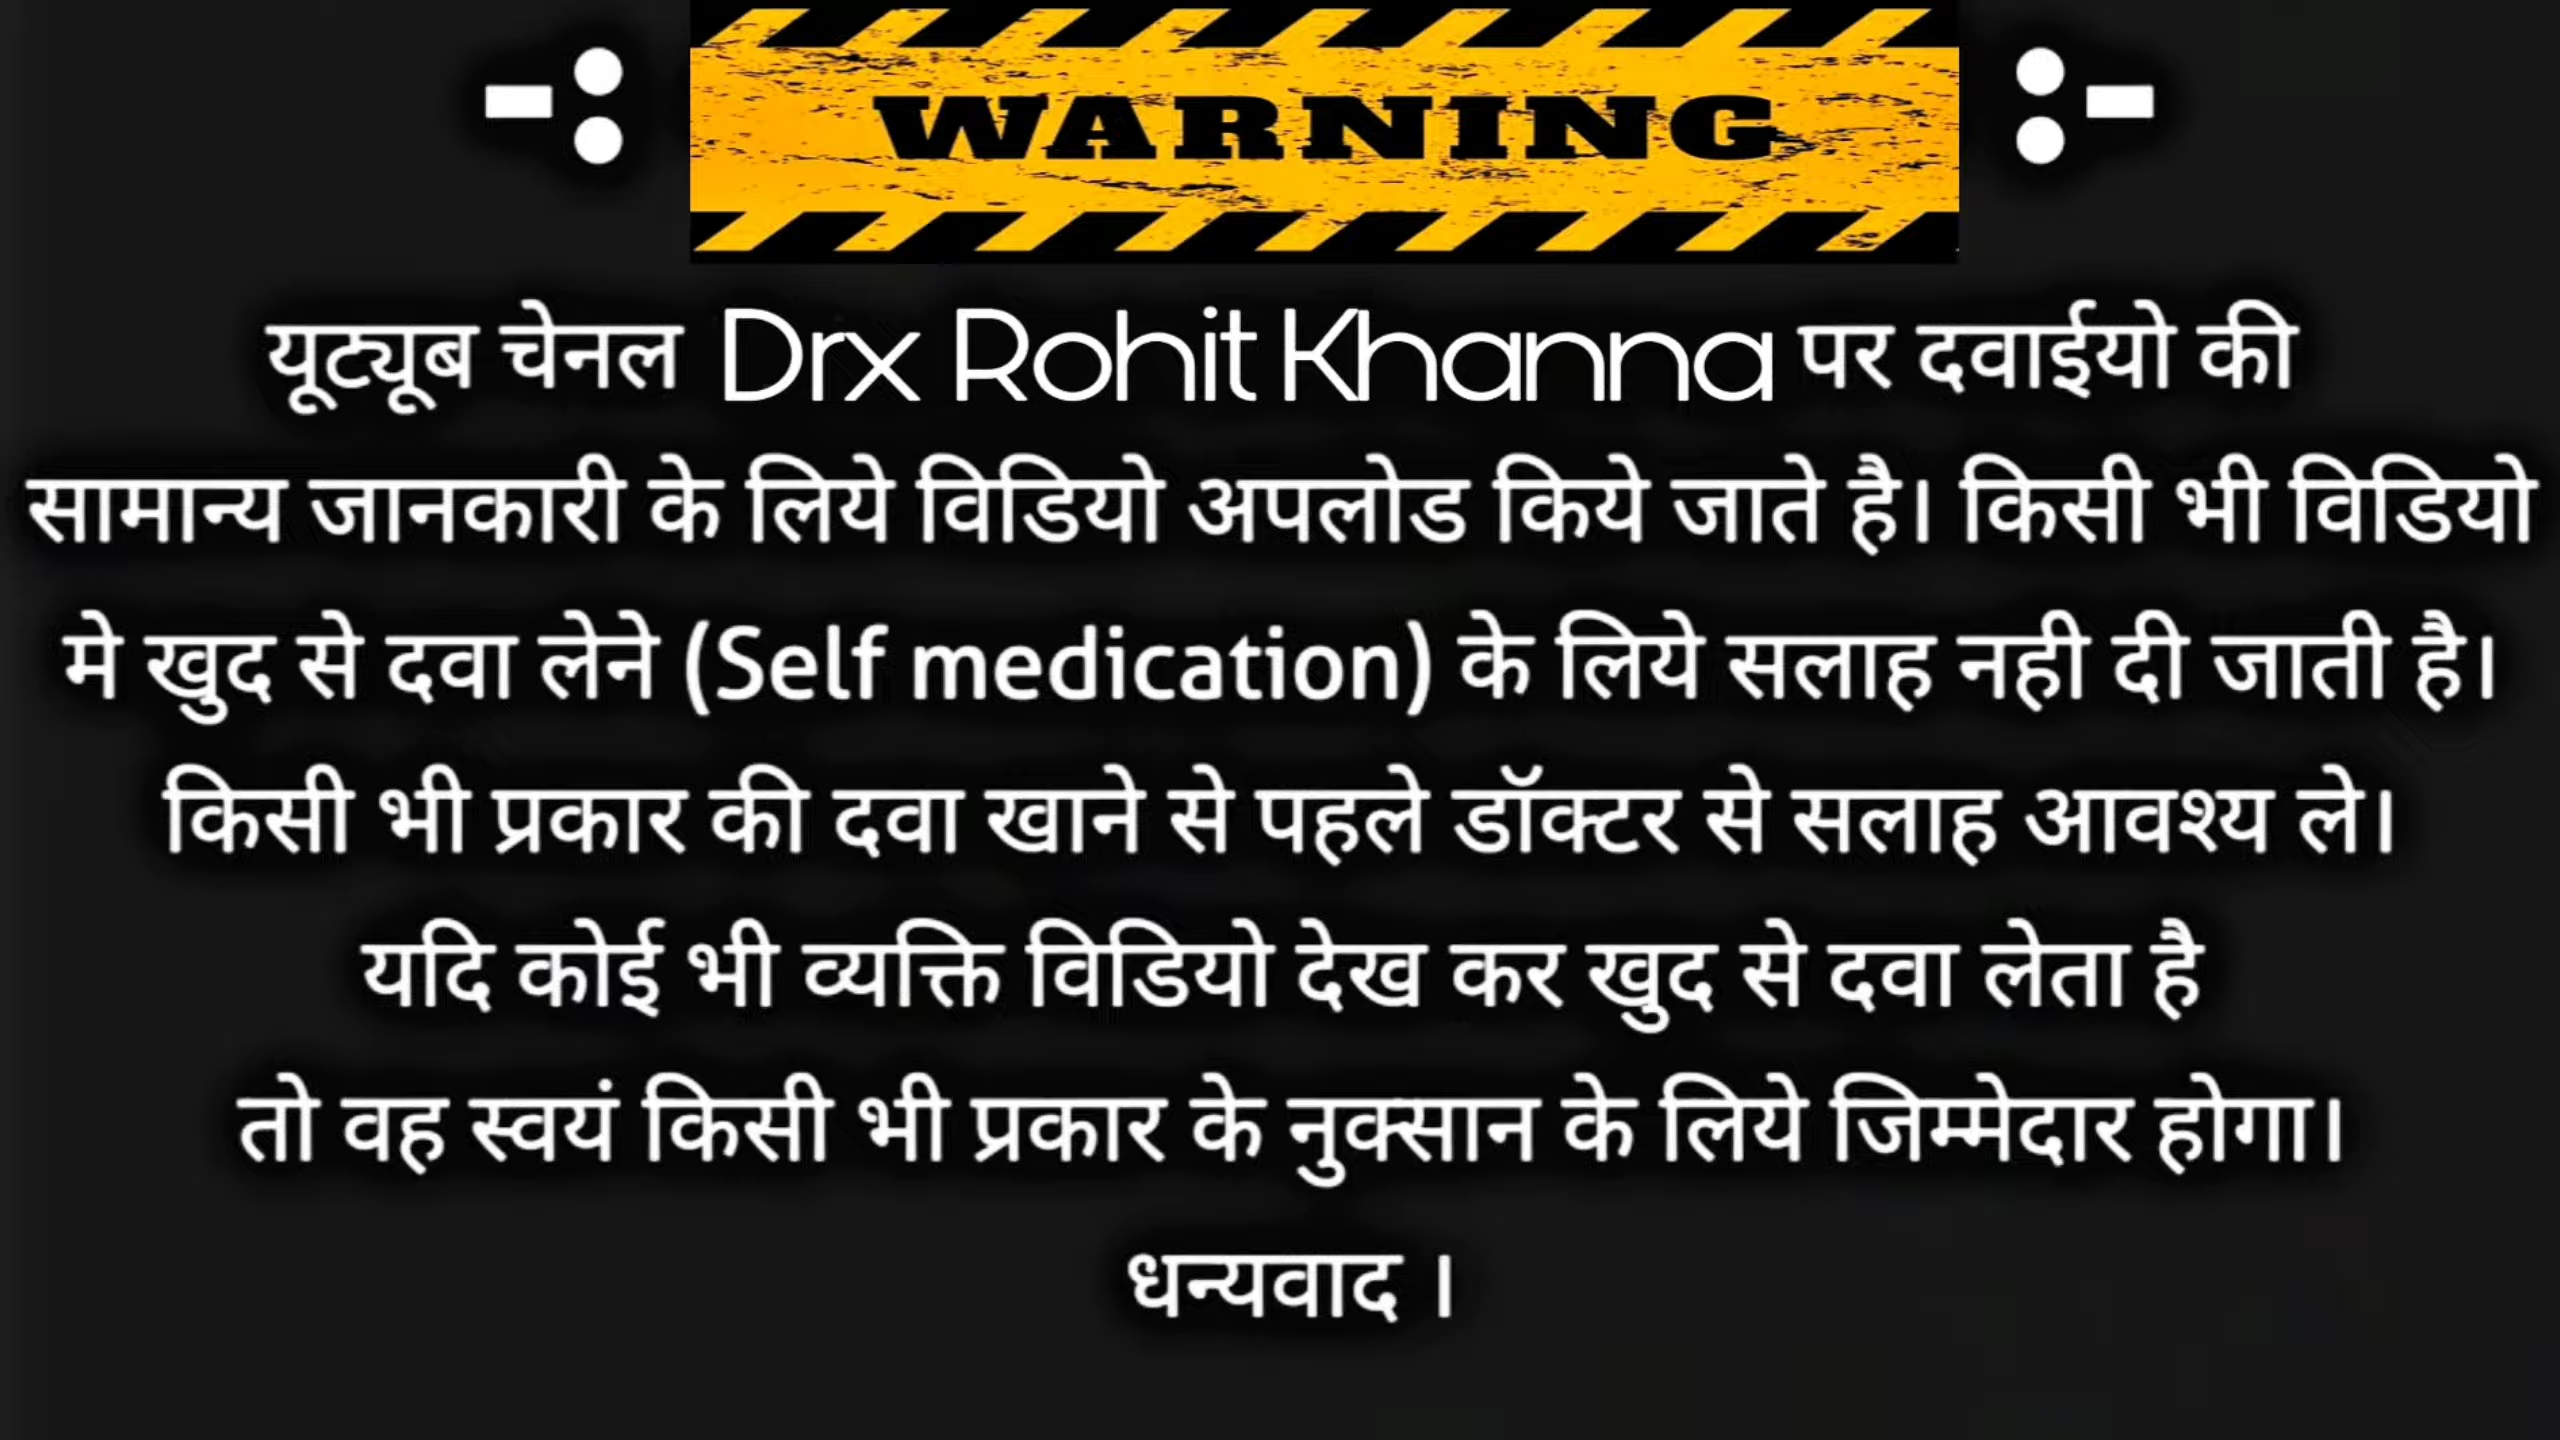 -: WARNING :-
यूट्यूब चेनल Drx Rohit Khanna पर दवाईयो की
सामान्य जानकारी के लिये विडियो अपलोड किये जाते है। किसी भी विडियो
मे खुद से दवा लेने (Self medication) के लिये सलाह नही दी जाती है।
किसी भी प्रकार की दवा खाने से पहले डॉक्टर से सलाह आवश्य ले।
यदि कोई भी व्यक्ति विडियो देख कर खुद से दवा लेता है
तो वह स्वयं किसी भी प्रकार के नुक्सान के लिये जिम्मेदार होगा।
धन्यवाद ।